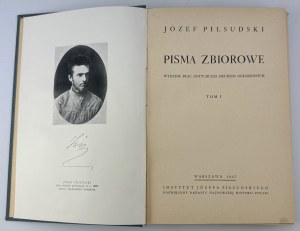 JÓZEF PIŁSUDSKI
PISMA ZBIOROWE
WYDANIE PRAC DOTYCHCZAS DRUKIEM OGŁOSZONYCH
TOM I
WARSZAWA 1937
INSTYTUT JÓZEFA PIŁSUDSKIEGO
POŚWIĘCONY BADANIU NAJNOWSZEJ HISTORII POLSKI